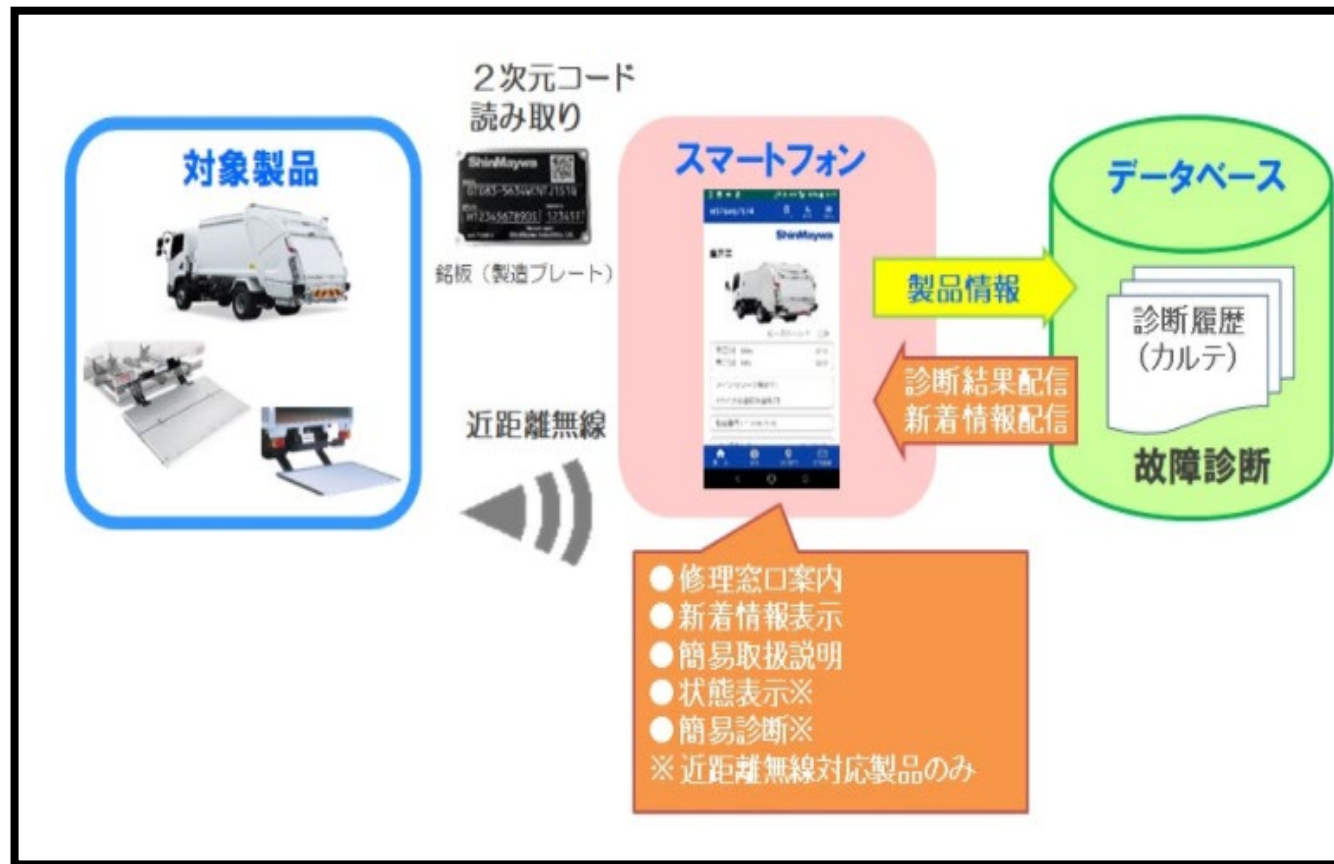 対象製品
２次元コード
読み取り
ShinMaywa
銘板（製造プレート）
近距離無線
スマートフォン
ShinMaywa
製品情報
診断結果配信
新着情報配信
データベース
診断履歴
(カルテ)
故障診断
●修理窓口案内
●新着情報表示
●簡易取扱説明
●状態表示※
●簡易診断※
※近距離無線対応製品のみ